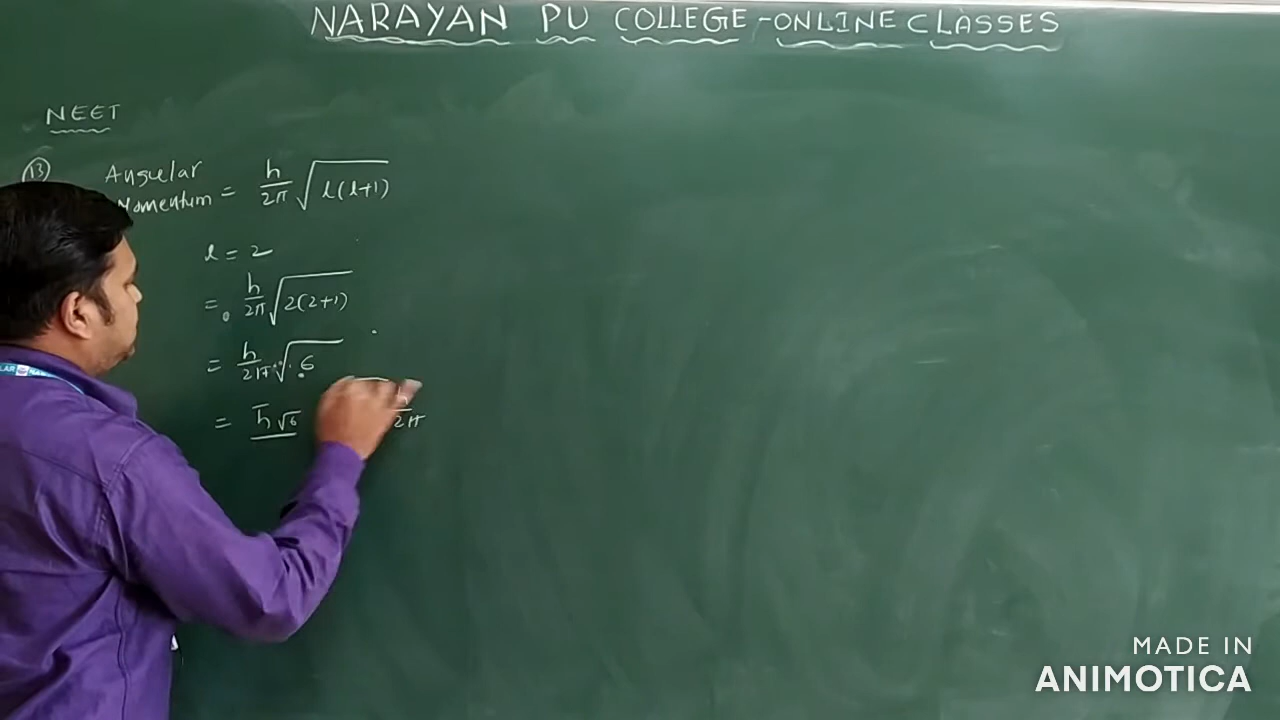 NARAYAN PU COLLEGE - ONLINE CLASSES
NEET
13
Angular Momentum = h/2π √l(l+1)
l = 2
= h/2π √2(2+1)
= h/2π √6
= ħ√6
2π
MADE IN
ANIMOTICA